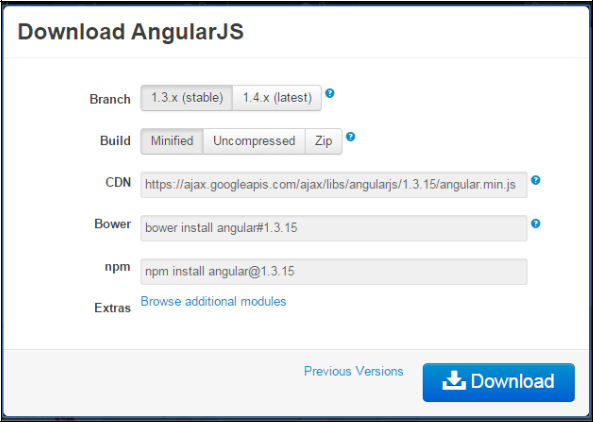 Download AngularJS
Branch 1.3.x (stable) 1.4.x (latest) ?
Build Minified Uncompressed Zip ?
CDN https://ajax.googleapis.com/ajax/libs/angularjs/1.3.15/angular.min.js ?
Bower bower install angular#1.3.15 ?
npm npm install angular@1.3.15
Extras Browse additional modules
Previous Versions Download